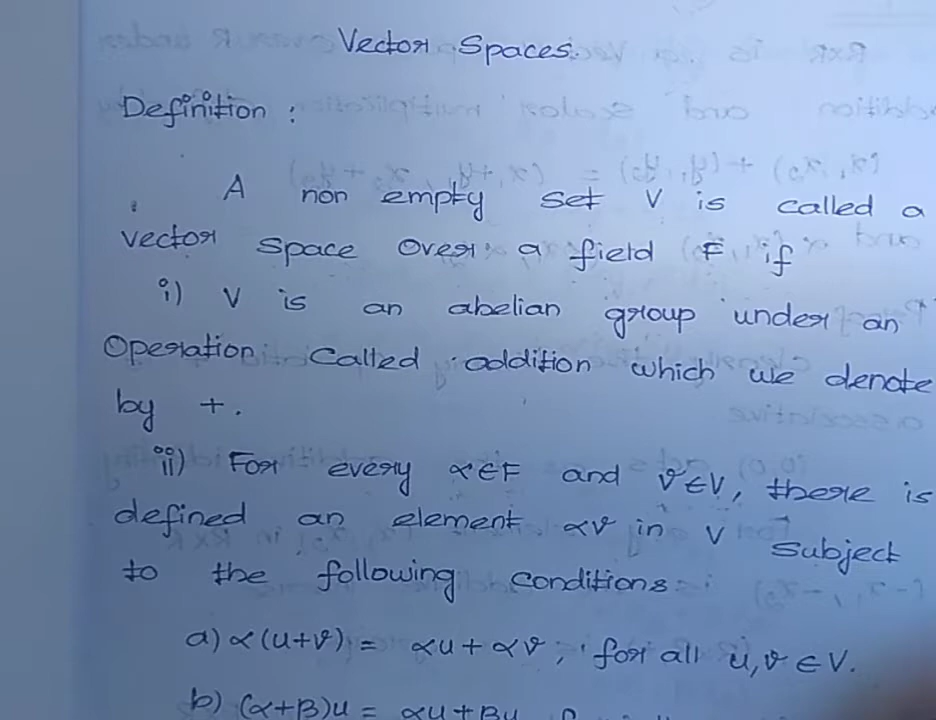 Vector Spaces.
Definition :
A non empty set V is called a
vector space over a field F if
i) V is an abelian group under an
Operation called addition which we denote
by +.
ii) For every α∈F and v∈V, there is
defined an element αv in V subject
to the following conditions
a) α(u+v) = αu + αv, for all u,v ∈ V.
b) (α+β)u = αu+βu